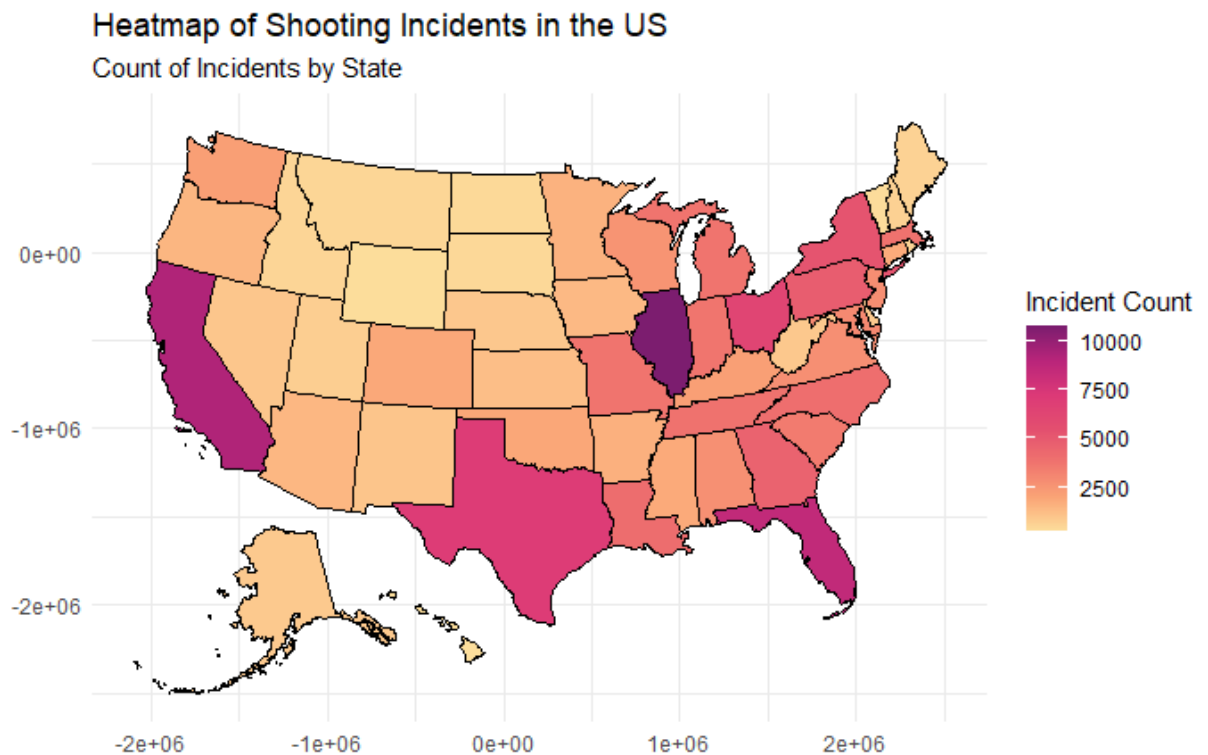 Heatmap of Shooting Incidents in the US
Count of Incidents by State
0e+00
-1e+06
-2e+06
-2e+06 -1e+06 0e+00 1e+06 2e+06
Incident Count
10000
7500
5000
2500